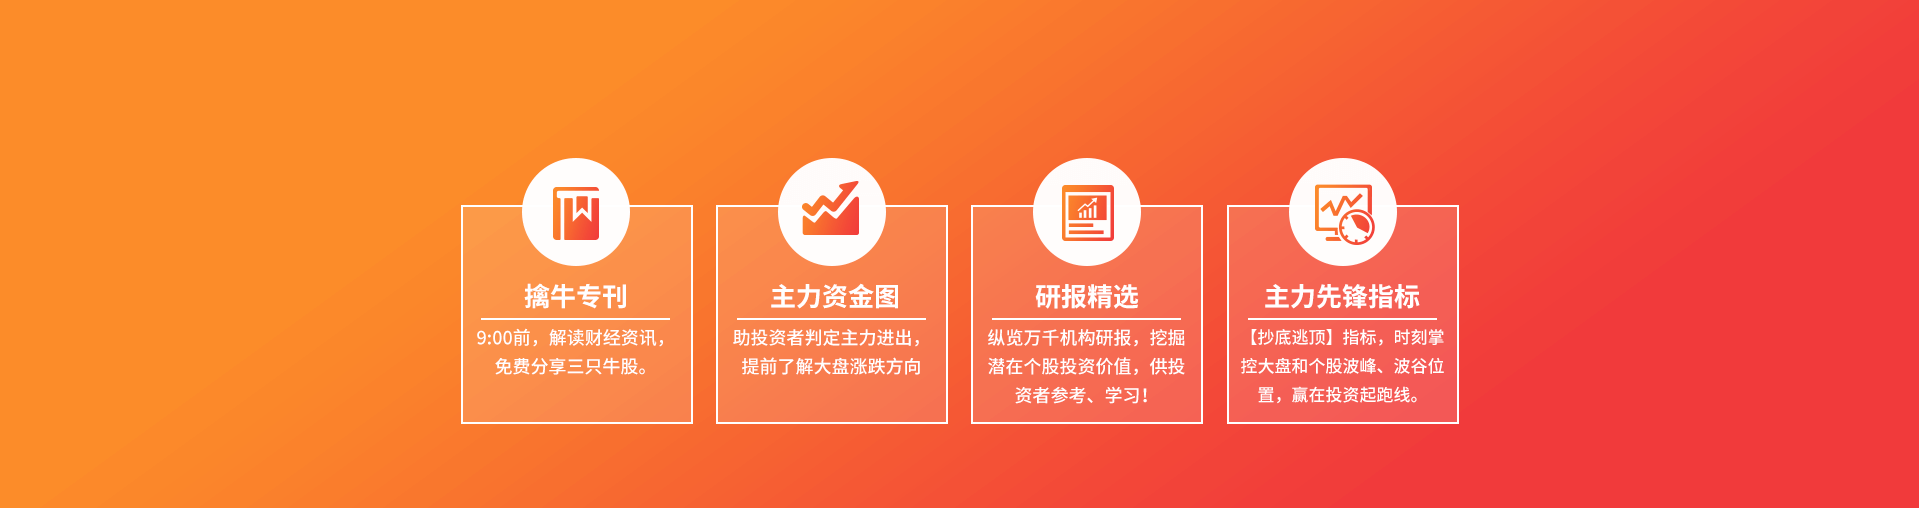 擒牛专刊
9:00前，解读财经资讯，
免费分享三只牛股。
主力资金图
助投资者判定主力进出，
提前了解大盘涨跌方向
研报精选
纵览万千机构研报，挖掘
潜在个股投资价值，供投
资者参考、学习！
主力先锋指标
【抄底逃顶】指标，时刻掌
控大盘和个股波峰、波谷位
置，赢在投资起跑线。